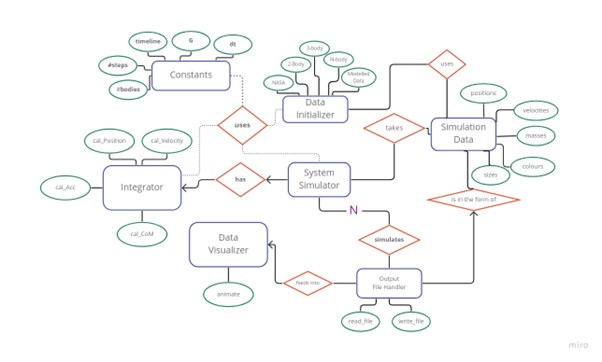 timeline
G
dt
#steps
#bodies
Constants
3-body
2-Body
N-body
NASA
Modelled
Data
Data
Initializer
uses
positions
velocities
masses
colours
sizes
Simulation
Data
takes
uses
cal_Position
cal_Velocity
cal_Acc
cal_CoM
Integrator
has
System
Simulator
is in the form of
N
simulates
Data
Visualizer
animate
feeds into
Output
File Handler
read_file
write_file
miro